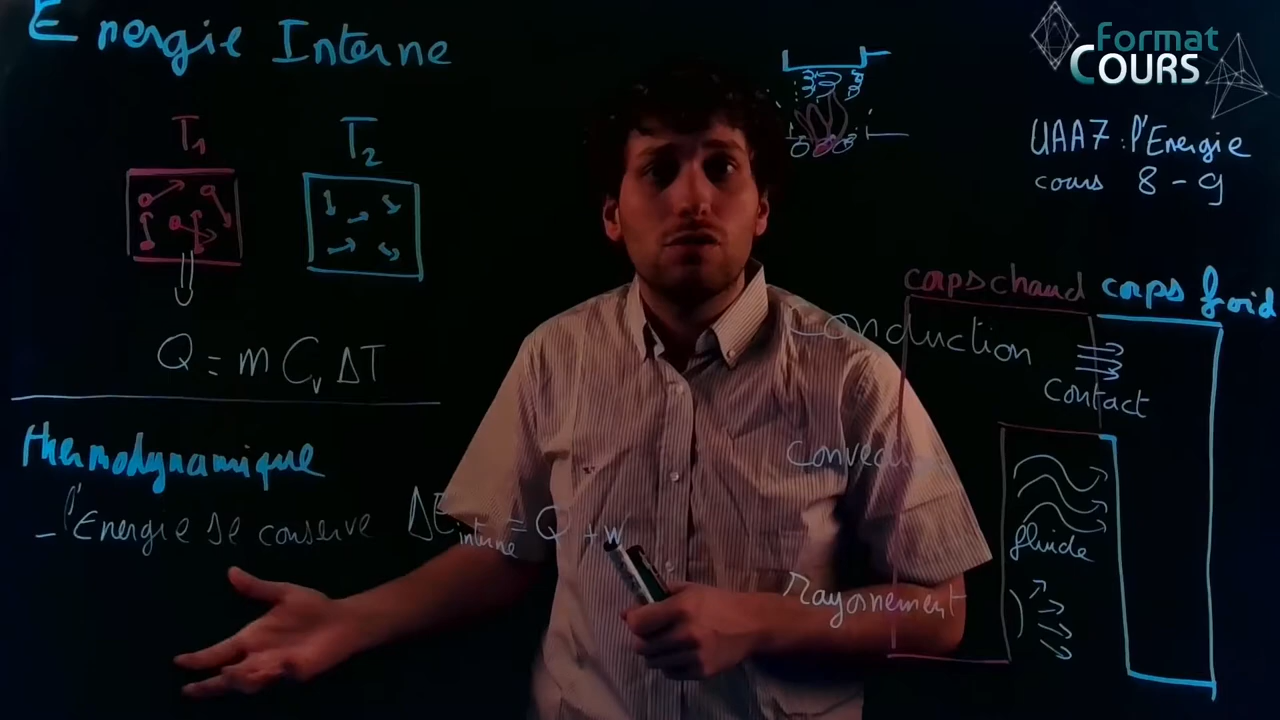 Energie Interne
T1
T2
Q = m Cv ΔT
thermodynamique
- l'Energie se conserve ΔE interne = Q + W
Format
COURS
UAA7 : l'Energie
cours 8 - 9
corps chaud corps froid
Conduction
contact
fluide
Rayonnement